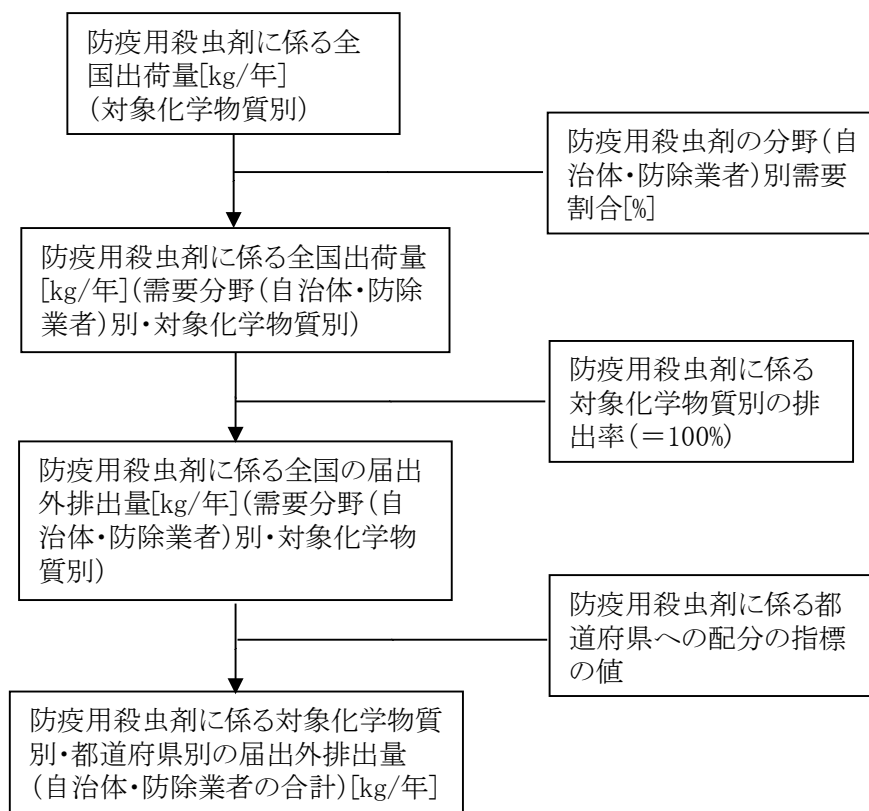 防疫用殺虫剤に係る全
国出荷量[kg/年]
(対象化学物質別)
防疫用殺虫剤の分野(自
治体・防除業者)別需要
割合[%]
防疫用殺虫剤に係る全国出荷量
[kg/年](需要分野(自治体・防除
業者)別・対象化学物質別)
防疫用殺虫剤に係る
対象化学物質別の排
出率(＝100%)
防疫用殺虫剤に係る全国の届出
外排出量[kg/年](需要分野(自
治体・防除業者)別・対象化学物
質別)
防疫用殺虫剤に係る都
道府県への配分の指標
の値
防疫用殺虫剤に係る対象化学物質
別・都道府県別の届出外排出量
(自治体・防除業者の合計)[kg/年]